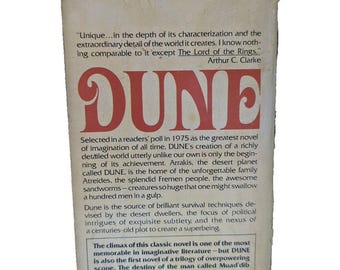 "Unique...in the depth of its characterization and the
extraordinary detail of the world it creates. I know noth-
ing comparable to it except The Lord of the Rings."
Arthur C. Clarke
DUNE
Selected in a readers' poll in 1975 as the greatest novel
of imagination of all time. DUNE's creation of a richly
detailed world utterly unlike our own is only the begin-
ning of its achievement. Arrakis, the desert planet
called DUNE, is the home of the unforgettable family
Atreides, the splendid Fremen people, the awesome
sandworms—creatures so huge that one might swallow
a hundred men in a gulp.
Dune is the source of brilliant survival techniques de-
vised by the desert dwellers, the focus of political
intrigues of exquisite subtlety, and the nexus of
a centuries-old plot to create a superbeing.
The climax of this classic novel is one of the most
memorable in imaginative literature—but DUNE
is also the first novel of a trilogy of overpowering
scope. The destiny of the man called Muad'dib